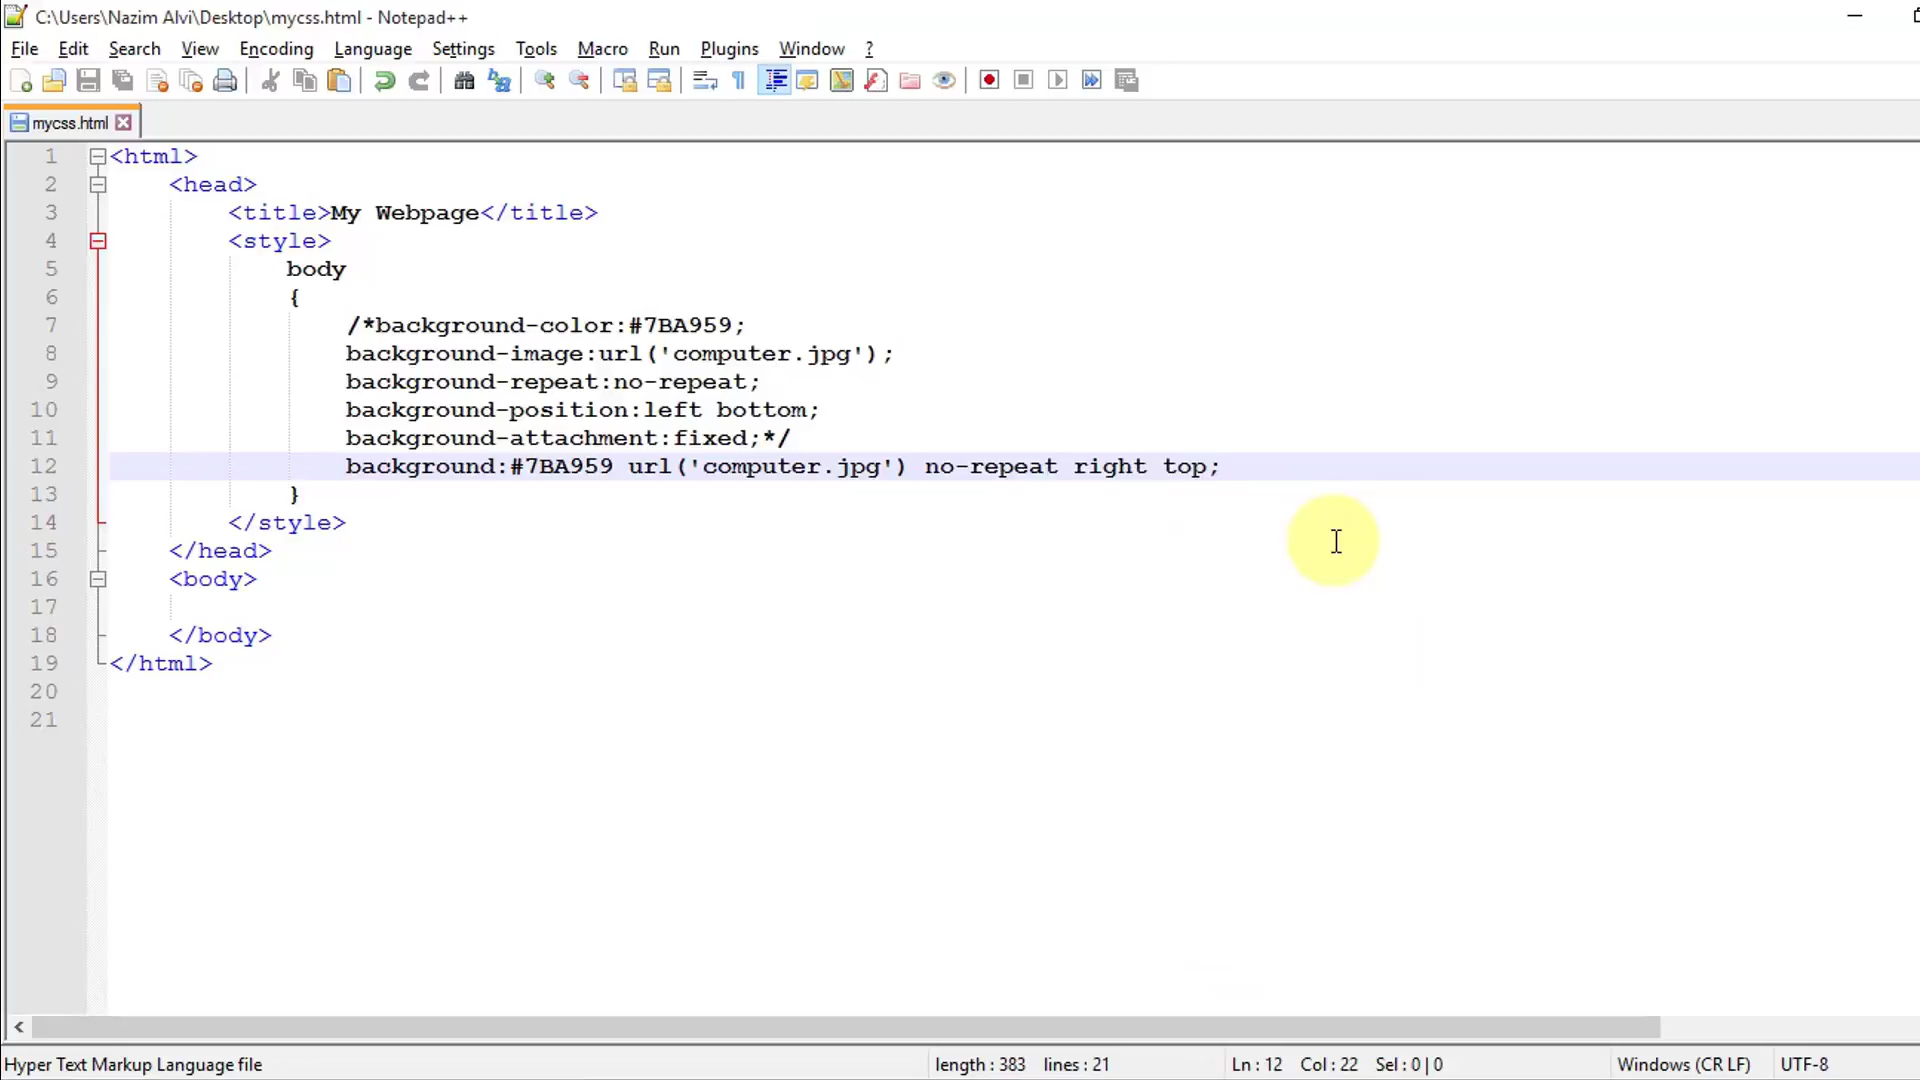 C:\Users\Nazim Alvi\Desktop\mycss.html - Notepad++
File Edit Search View Encoding Language Settings Tools Macro Run Plugins Window ?
mycss.html
1 <html>
2 <head>
3 <title>My Webpage</title>
4 <style>
5 body
6 {
7 /*background-color:#7BA959;
8 background-image:url('computer.jpg');
9 background-repeat:no-repeat;
10 background-position:left bottom;
11 background-attachment:fixed;*/
12 background:#7BA959 url('computer.jpg') no-repeat right top;
13 }
14 </style>
15 </head>
16 <body>
17
18 </body>
19 </html>
20
21
Hyper Text Markup Language file length : 383 lines : 21 Ln : 12 Col : 22 Sel : 0 | 0 Windows (CR LF) UTF-8